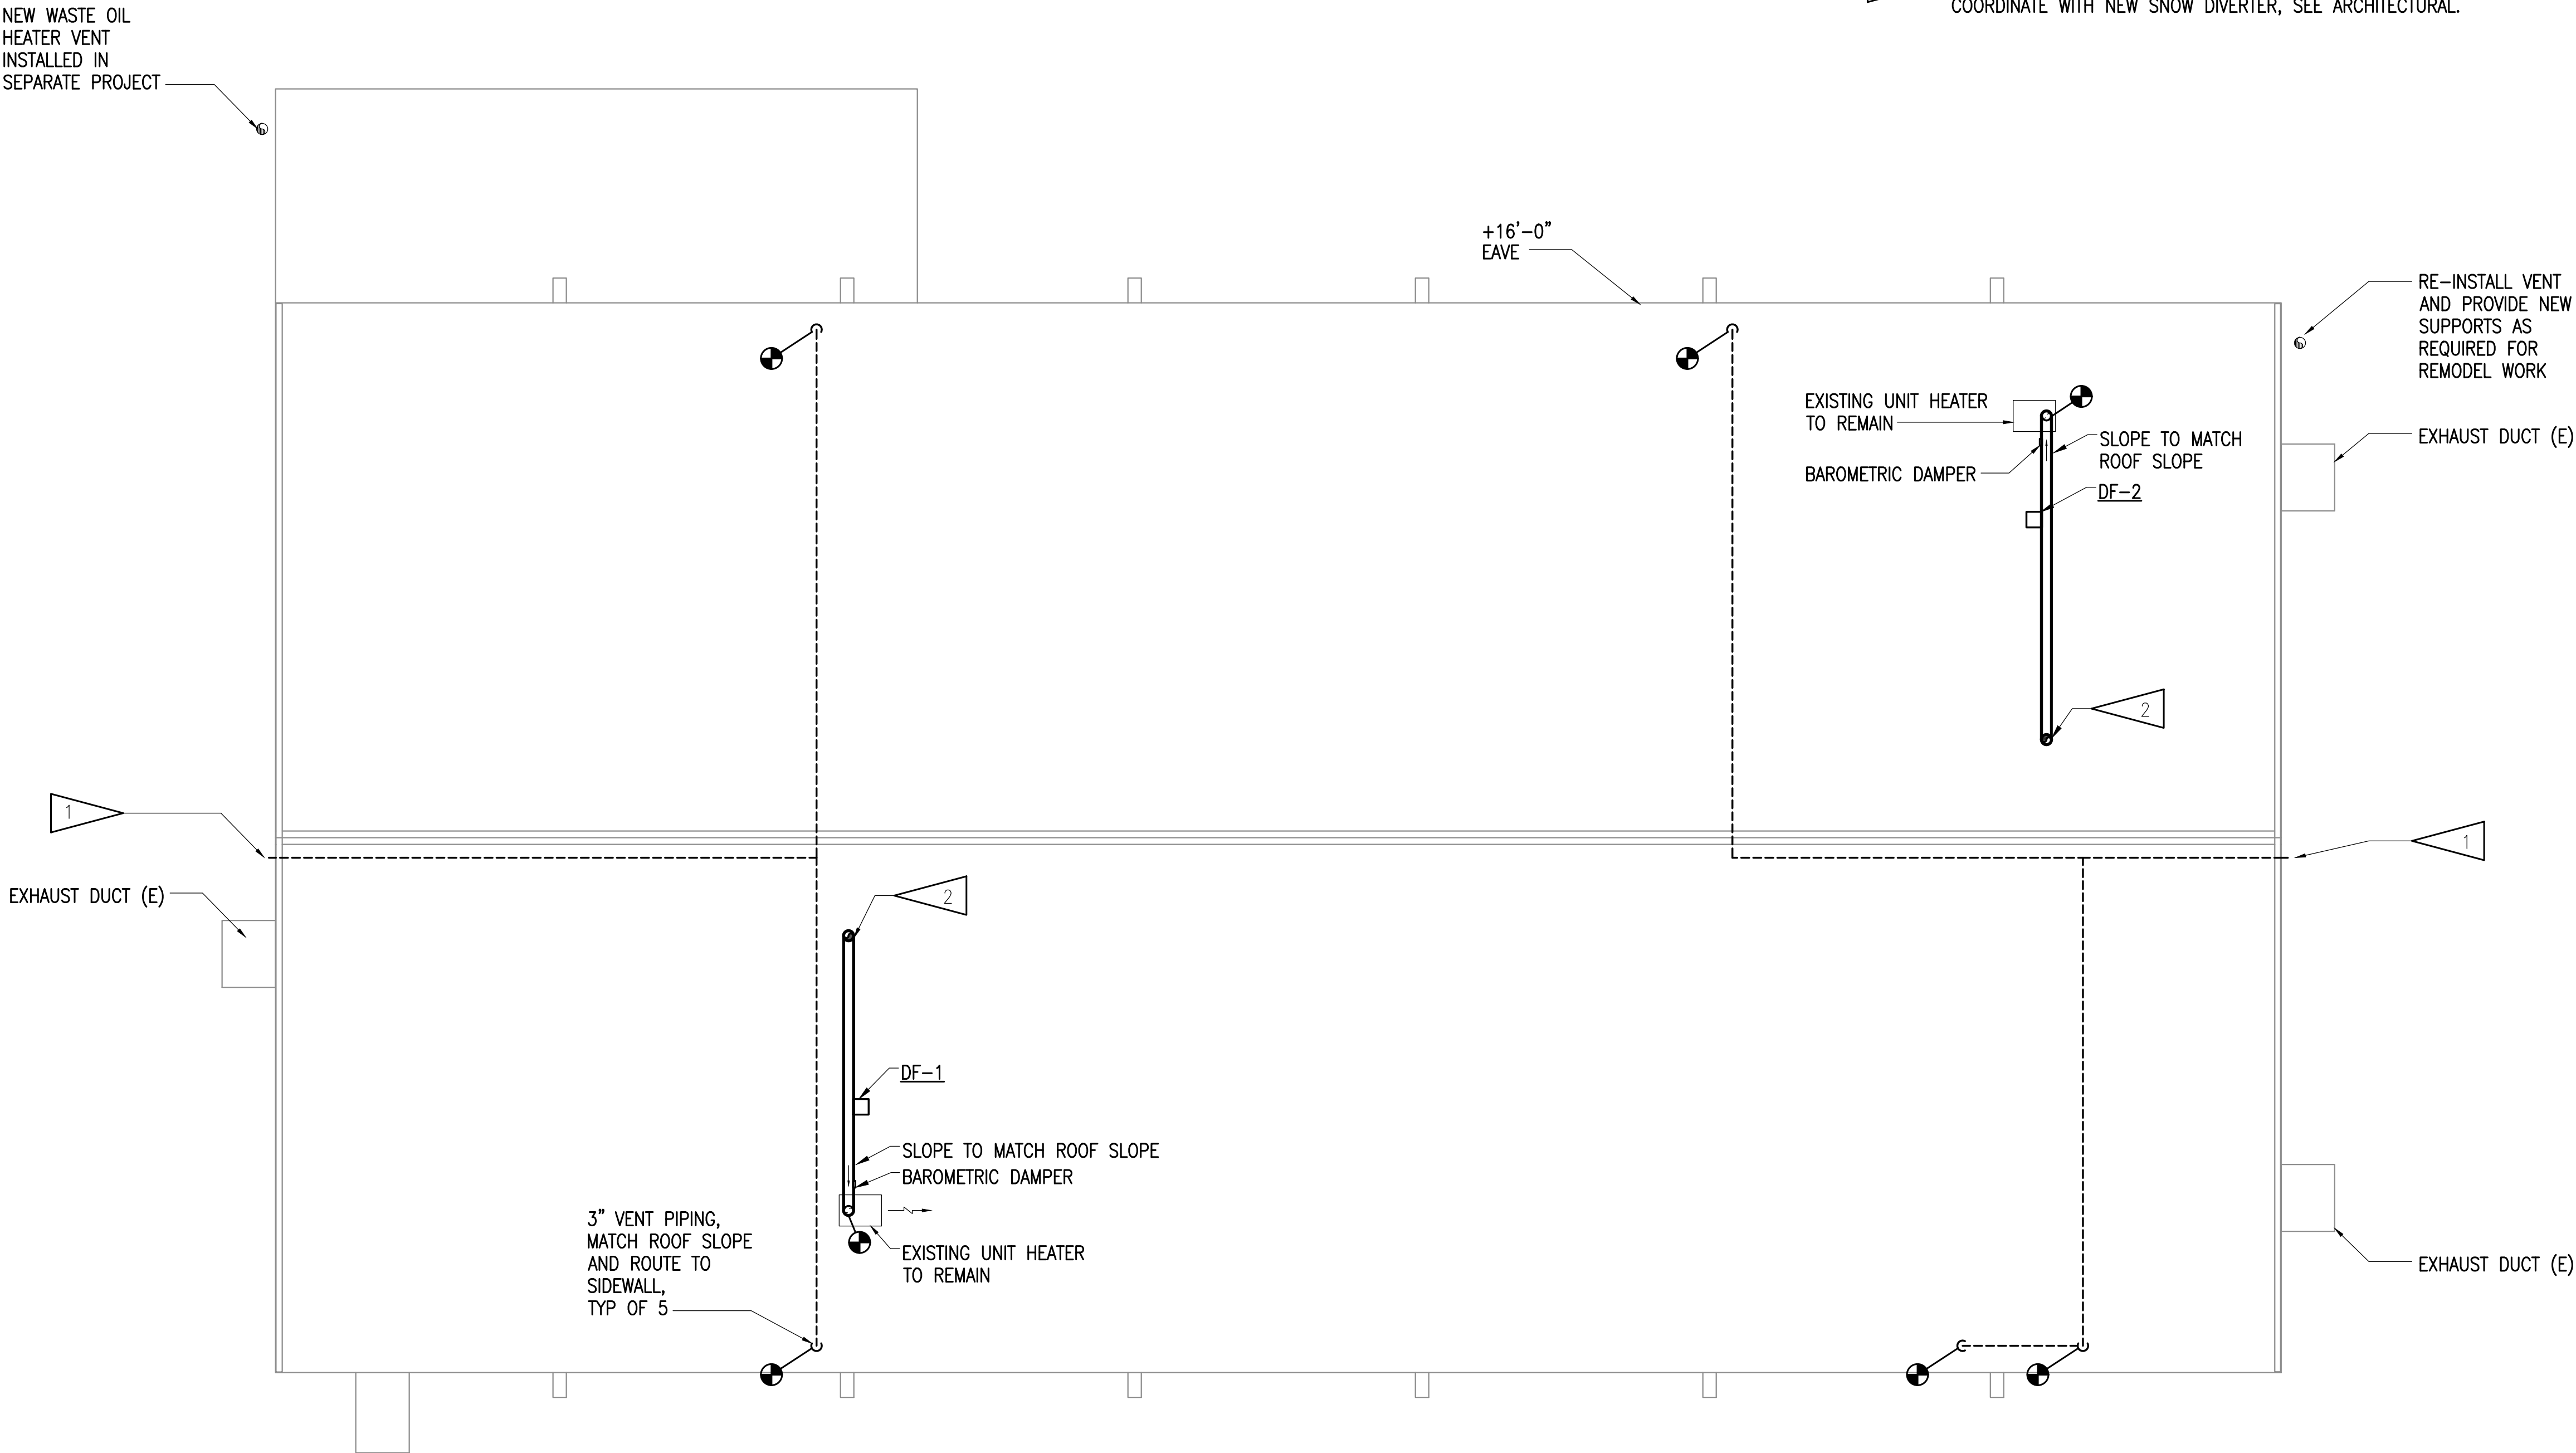 NEW WASTE OIL
HEATER VENT
INSTALLED IN
SEPARATE PROJECT
COORDINATE WITH NEW SNOW DIVERTER, SEE ARCHITECTURAL.
+16'-0"
EAVE
RE-INSTALL VENT
AND PROVIDE NEW
SUPPORTS AS
REQUIRED FOR
REMODEL WORK
EXISTING UNIT HEATER
TO REMAIN
SLOPE TO MATCH
ROOF SLOPE
EXHAUST DUCT (E)
BAROMETRIC DAMPER
DF-2
2
1
1
EXHAUST DUCT (E)
2
DF-1
SLOPE TO MATCH ROOF SLOPE
BAROMETRIC DAMPER
3" VENT PIPING,
MATCH ROOF SLOPE
AND ROUTE TO
SIDEWALL,
TYP OF 5
EXISTING UNIT HEATER
TO REMAIN
EXHAUST DUCT (E)